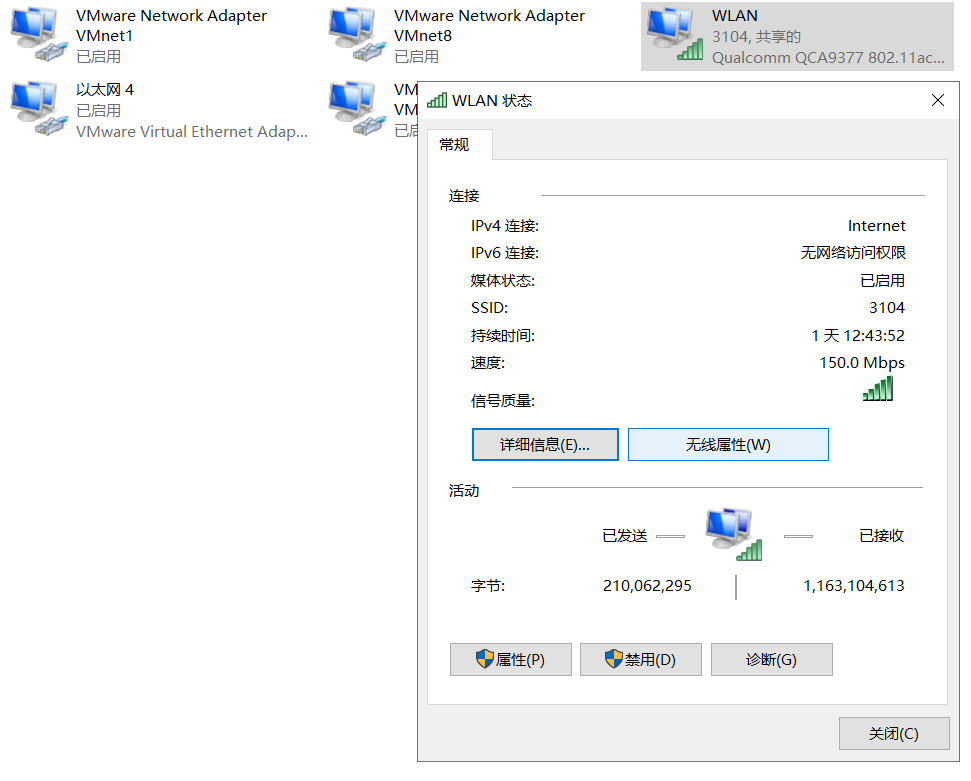 VMware Network Adapter
VMnet1
已启用
VMware Network Adapter
VMnet8
已启用
WLAN
3104, 共享的
Qualcomm QCA9377 802.11ac...
以太网 4
已启用
VMware Virtual Ethernet Adap...
VM
VM
已启
WLAN 状态
常规
连接
IPv4 连接: Internet
IPv6 连接: 无网络访问权限
媒体状态: 已启用
SSID: 3104
持续时间: 1 天 12:43:52
速度: 150.0 Mbps
信号质量:
详细信息(E)...
无线属性(W)
活动
已发送 已接收
字节: 210,062,295 1,163,104,613
属性(P)
禁用(D)
诊断(G)
关闭(C)